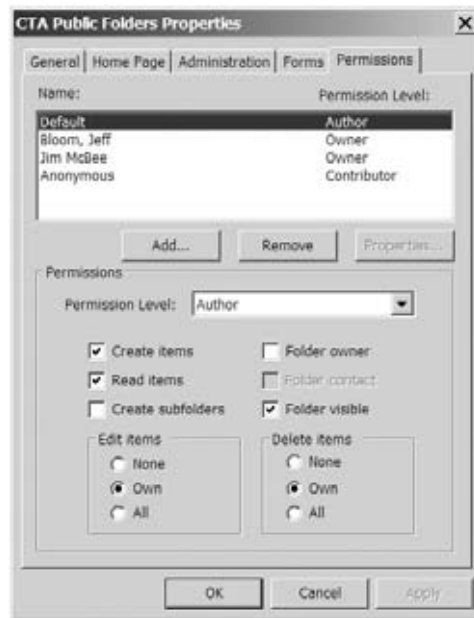 CTA Public Folders Properties
General Home Page Administration Forms Permissions
Name: Permission Level:
Default Author
Bloom, Jeff Owner
Jim McBee Owner
Anonymous Contributor
Add... Remove Properties...
Permissions
Permission Level: Author
Create items Folder owner
Read items Folder contact
Create subfolders Folder visible
Edit items Delete items
None None
Own Own
All All
OK Cancel Apply